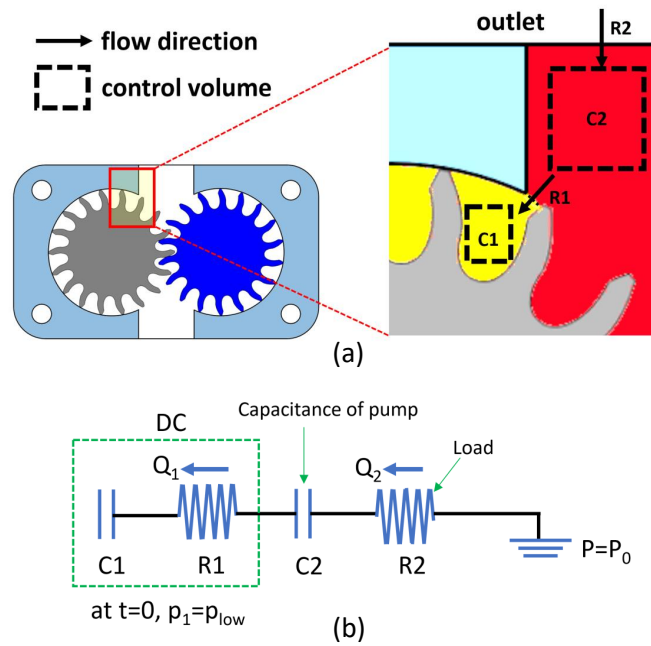 flow direction
control volume
outlet
R2
C2
R1
C1
(a)
Capacitance of pump
DC
Load
Q1
Q2
C1
R1
C2
R2
P=P0
at t=0, p1=plow
(b)